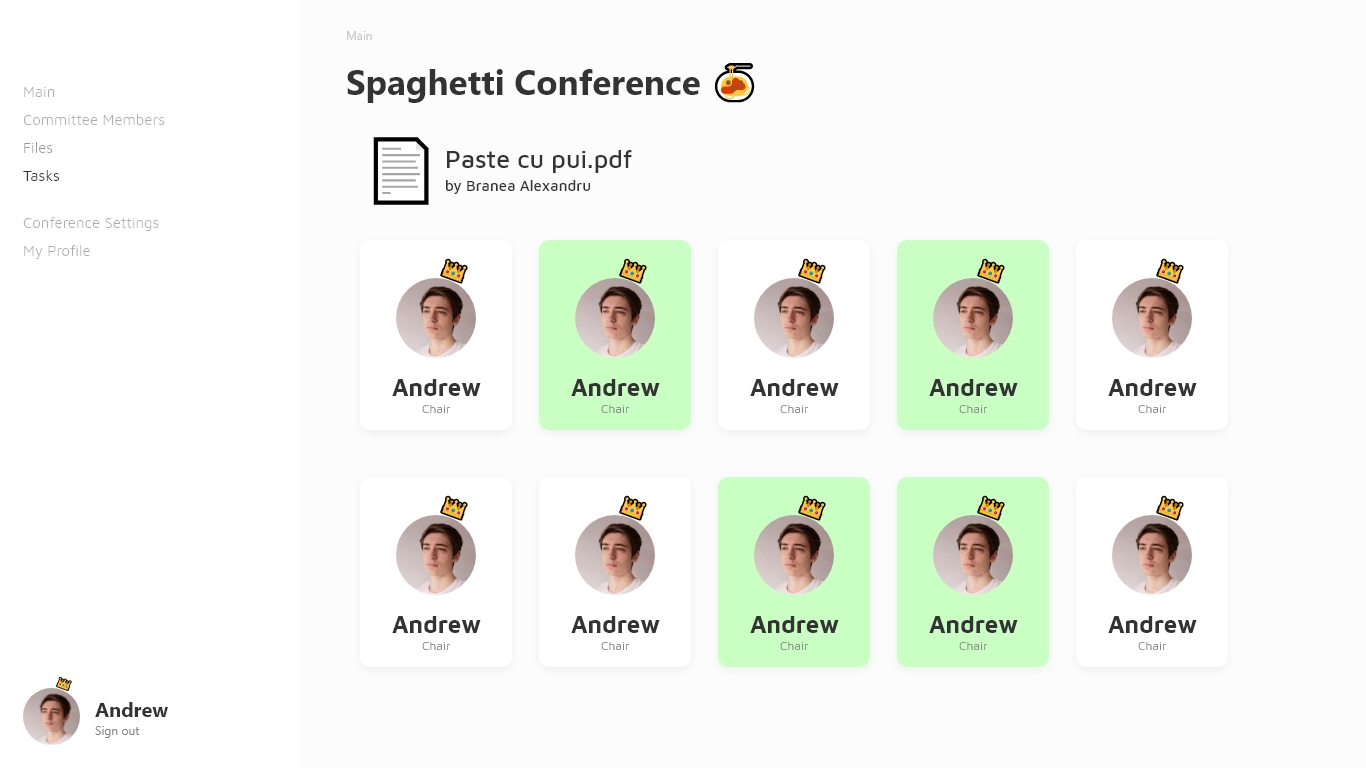 Main
Committee Members
Files
Tasks
Conference Settings
My Profile
Andrew
Sign out
Main
Spaghetti Conference
Paste cu pui.pdf
by Branea Alexandru
Andrew
Chair
Andrew
Chair
Andrew
Chair
Andrew
Chair
Andrew
Chair
Andrew
Chair
Andrew
Chair
Andrew
Chair
Andrew
Chair
Andrew
Chair